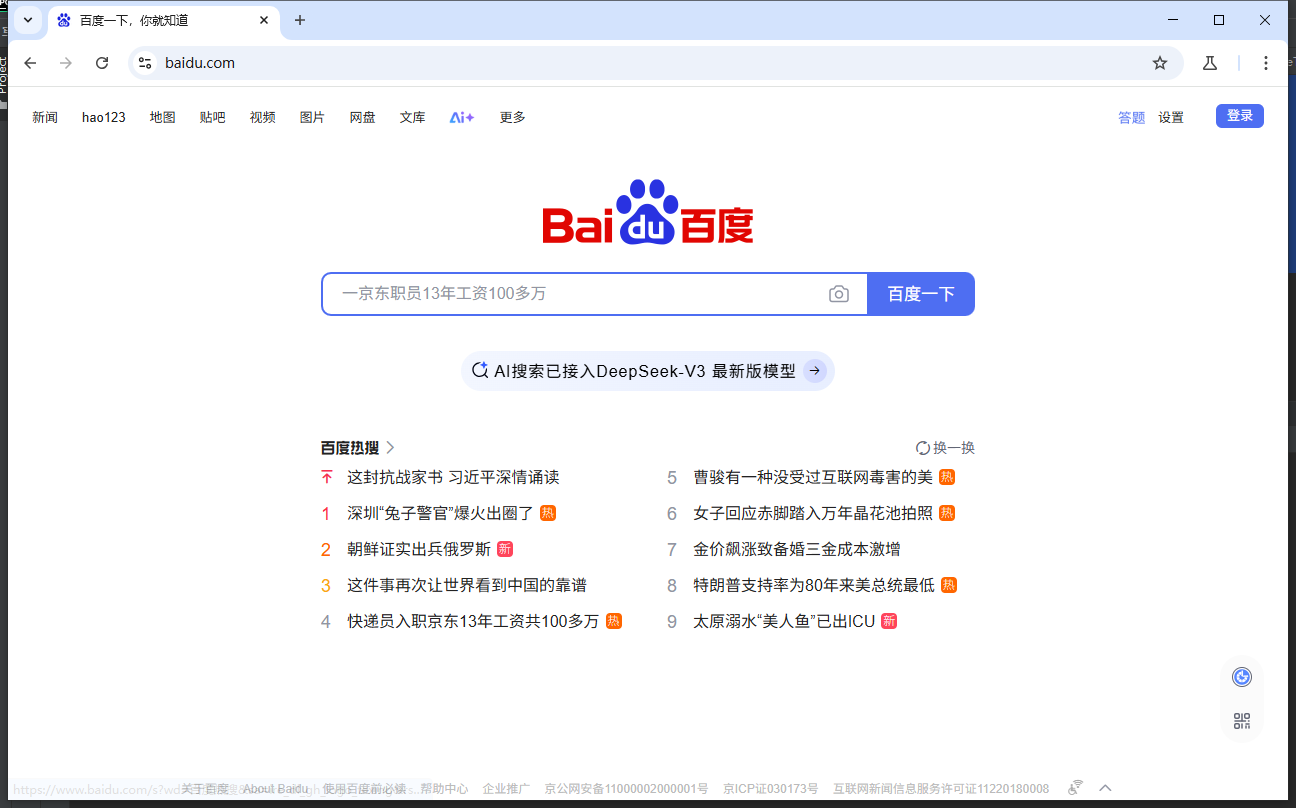 百度一下，你就知道
baidu.com
新闻 hao123 地图 贴吧 视频 图片 网盘 文库 Ai+ 更多 答题 设置 登录
Bai du 百度
一京东职员13年工资100多万 百度一下
AI搜索已接入DeepSeek-V3 最新版模型
百度热搜 换一换
这封抗战家书 习近平深情诵读
1 深圳“兔子警官”爆火出圈了 热
2 朝鲜证实出兵俄罗斯 新
3 这件事再次让世界看到中国的靠谱
4 快递员入职京东13年工资共100多万 热
5 曹骏有一种没受过互联网毒害的美 热
6 女子回应赤脚踏入万年晶花池拍照 热
7 金价飙涨致备婚三金成本激增
8 特朗普支持率为80年来美总统最低 热
9 太原溺水“美人鱼”已出ICU 新
Project
关于百度 About Baidu 使用百度前必读 帮助中心 企业推广 京公网安备11000002000001号 京ICP证030173号 互联网新闻信息服务许可证11220180008
https://www.baidu.com/s?wd